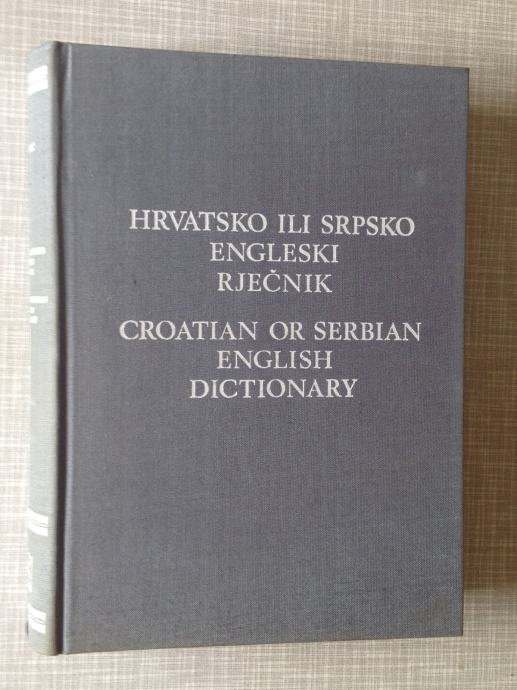 HRVATSKO ILI SRPSKO
ENGLESKI
RJEČNIK
CROATIAN OR SERBIAN
ENGLISH
DICTIONARY